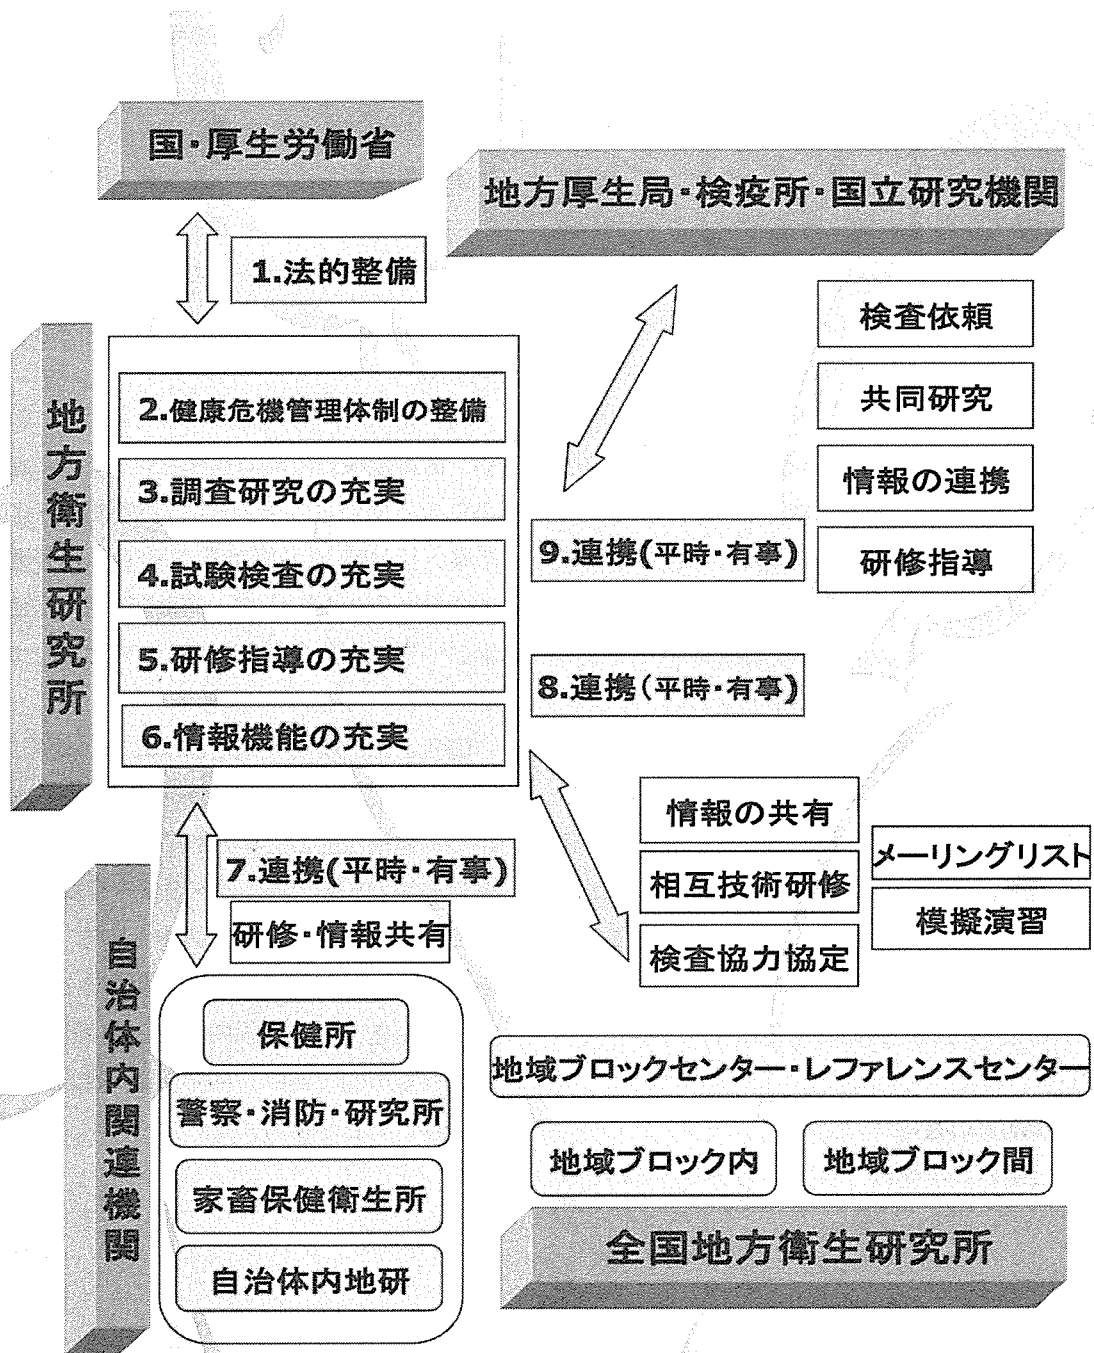 国・厚生労働省
地方厚生局・検疫所・国立研究機関
1.法的整備
検査依頼
共同研究
情報の連携
研修指導
地方衛生研究所
2.健康危機管理体制の整備
3.調査研究の充実
4.試験検査の充実
5.研修指導の充実
6.情報機能の充実
9.連携(平時・有事)
8.連携(平時・有事)
情報の共有
相互技術研修
検査協力協定
メーリングリスト
模擬演習
7.連携(平時・有事)
研修・情報共有
自治体内関連機関
保健所
警察・消防・研究所
家畜保健衛生所
自治体内地研
地域ブロックセンター・レファレンスセンター
地域ブロック内
地域ブロック間
全国地方衛生研究所